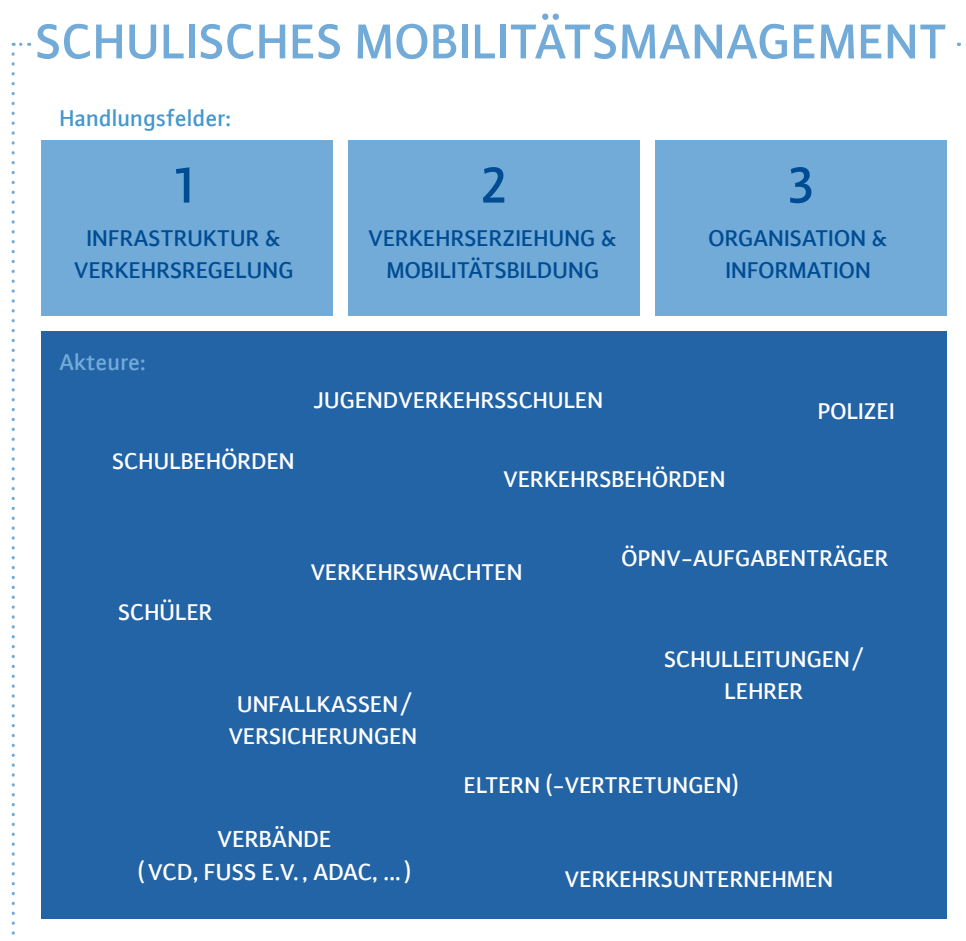 SCHULISCHES MOBILITÄTSMANAGEMENT
Handlungsfelder:
1
INFRASTRUKTUR &
VERKEHRSREGELUNG
2
VERKEHRSERZIEHUNG &
MOBILITÄTSBILDUNG
3
ORGANISATION &
INFORMATION
Akteure:
JUGENDVERKEHRSSCHULEN
POLIZEI
SCHULBEHÖRDEN
VERKEHRSBEHÖRDEN
ÖPNV-AUFGABENTRÄGER
VERKEHRSWACHTEN
SCHÜLER
SCHULLEITUNGEN/
LEHRER
UNFALLKASSEN/
VERSICHERUNGEN
ELTERN (-VERTRETUNGEN)
VERBÄNDE
(VCD, FUSS E.V., ADAC, ...)
VERKEHRSUNTERNEHMEN